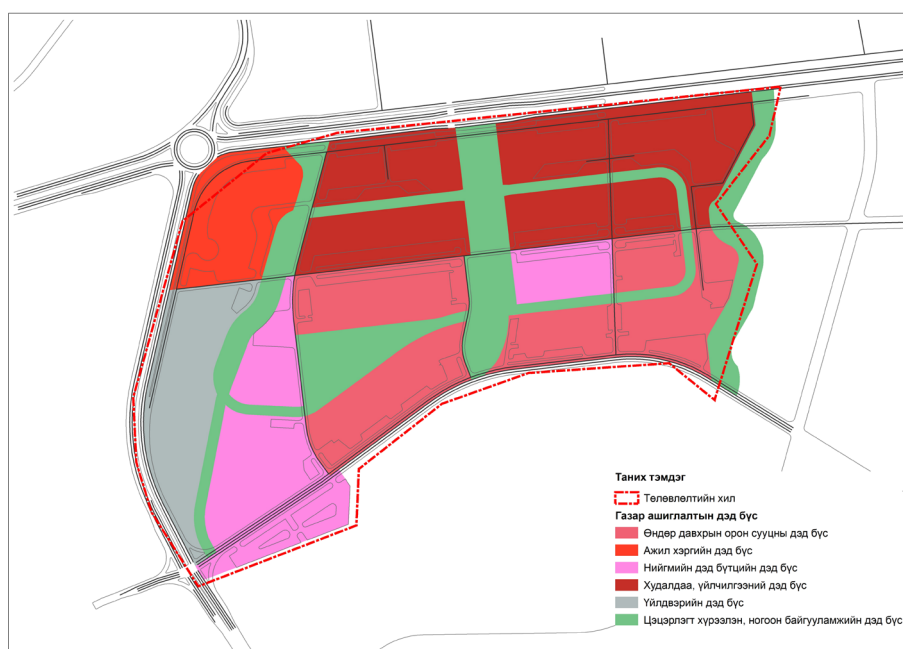 Таних тэмдэг
Төлөвлөлтийн хил
Газар ашиглалтын дэд бүс
Өндөр давхрын орон сууцны дэд бүс
Ажил хэргийн дэд бүс
Нийгмийн дэд бүтцийн дэд бүс
Худалдаа, үйлчилгээний дэд бүс
Үйлдвэрийн дэд бүс
Цэцэрлэгт хүрээлэн, ногоон байгууламжийн дэд бүс